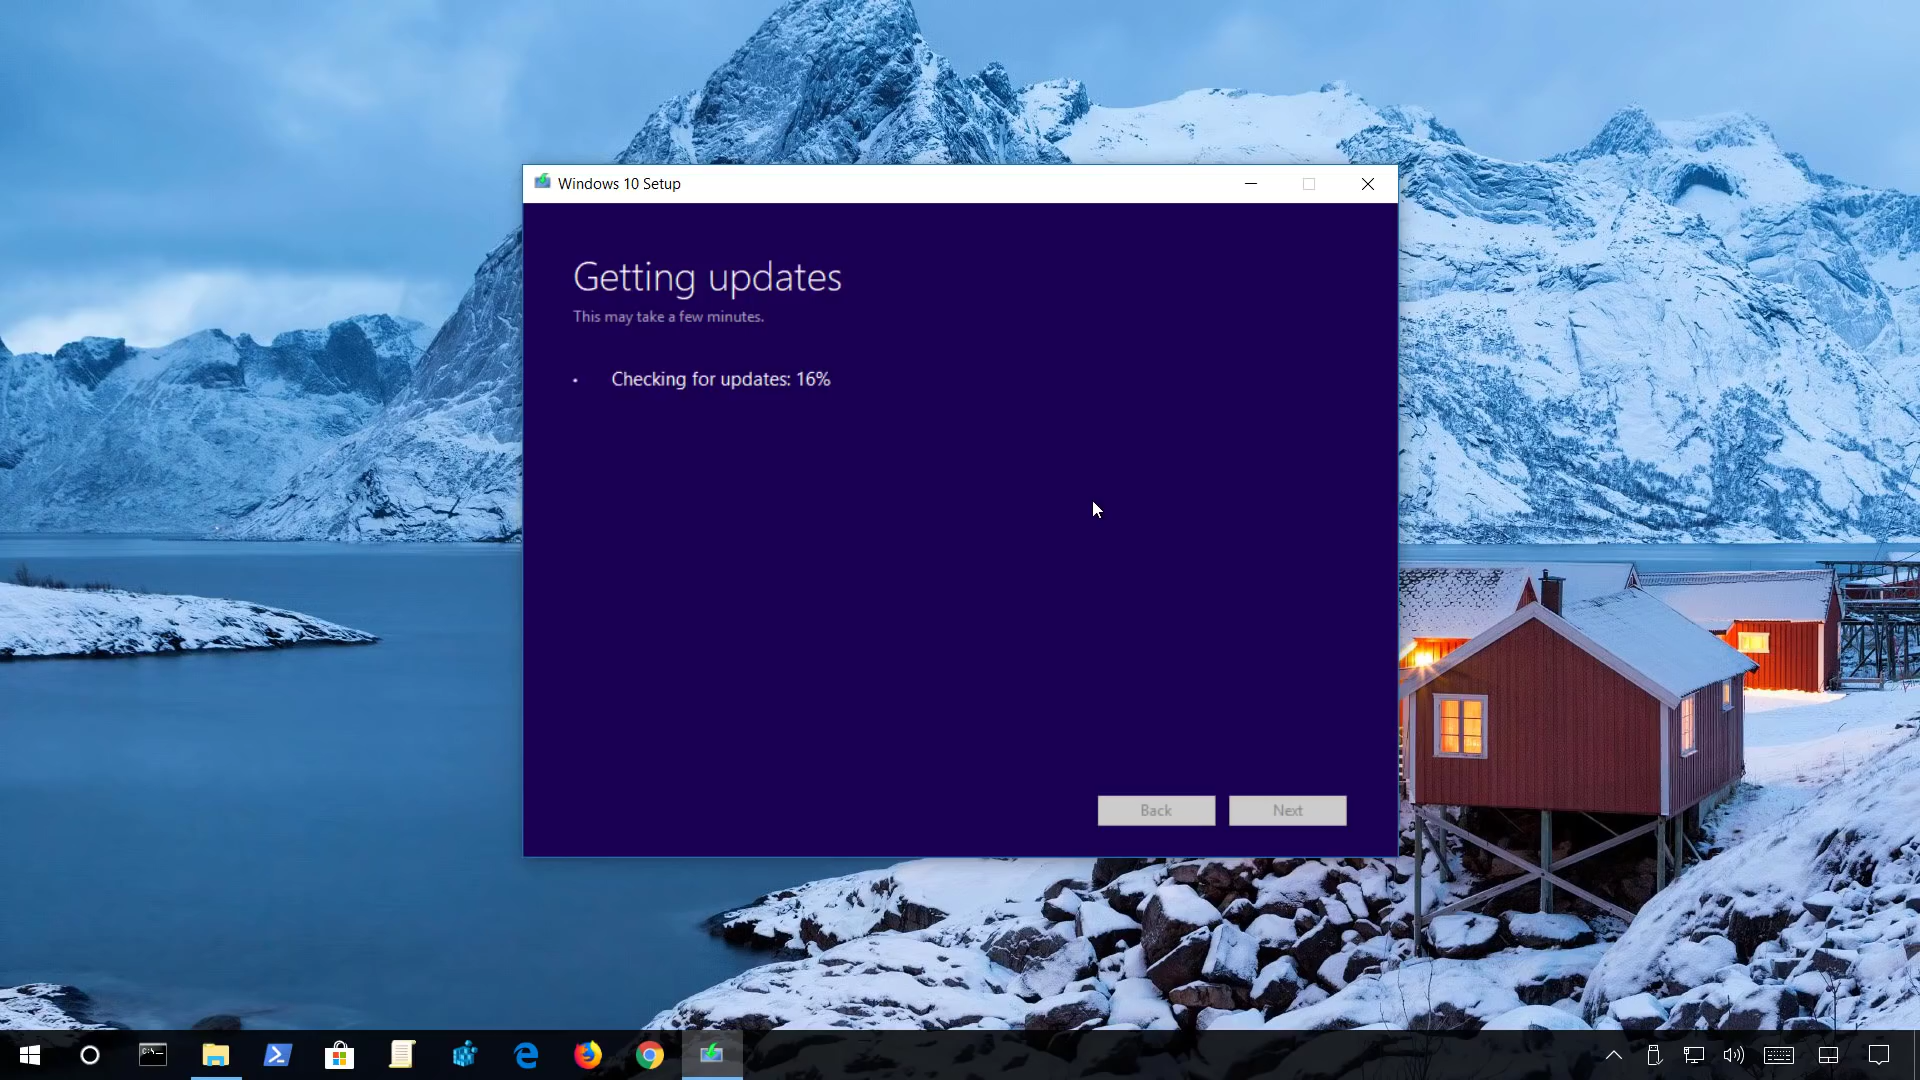 Windows 10 Setup
Getting updates
This may take a few minutes.
Checking for updates: 16%
Back
Next